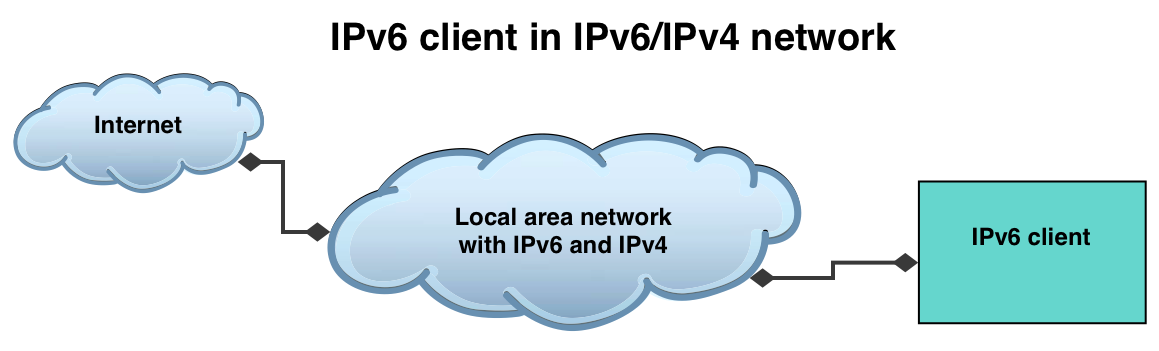 IPv6 client in IPv6/IPv4 network
Internet
Local area network
with IPv6 and IPv4
IPv6 client